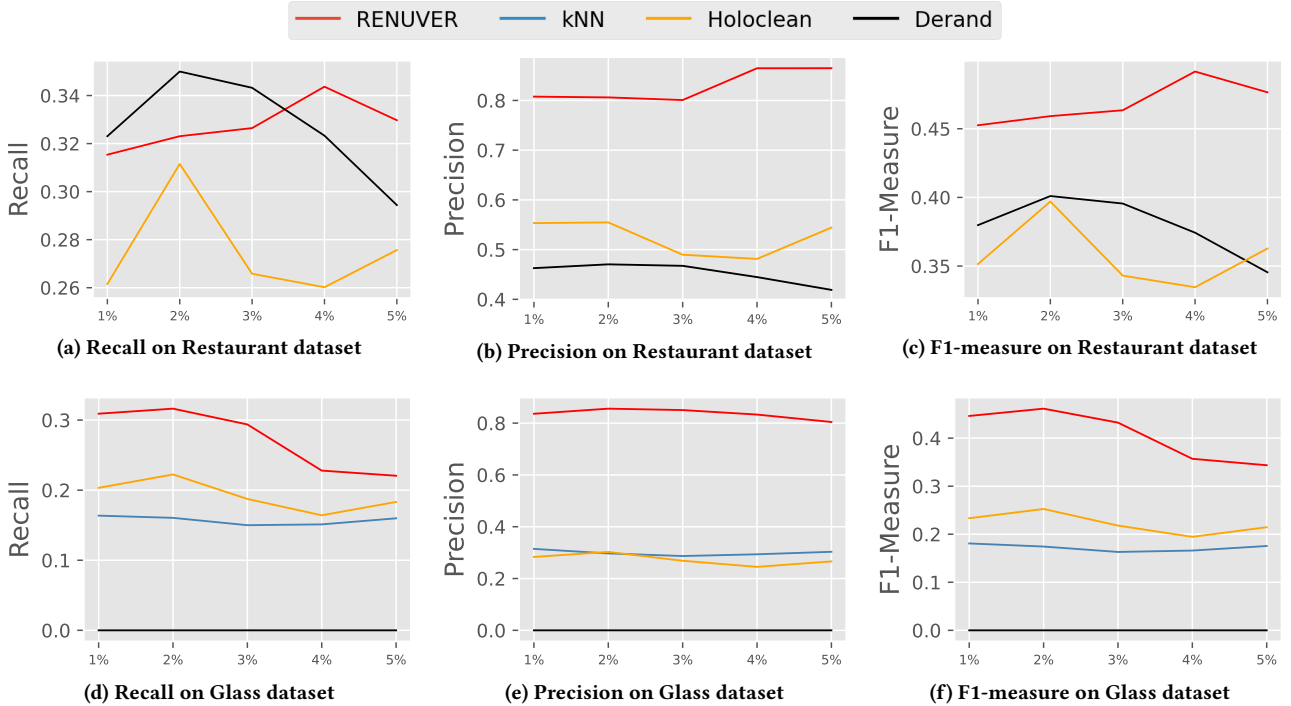 RENUVER kNN Holoclean Derand
Recall
0.34
0.32
0.30
0.28
0.26
1% 2% 3% 4% 5%
(a) Recall on Restaurant dataset
Precision
0.8
0.7
0.6
0.5
0.4
1% 2% 3% 4% 5%
(b) Precision on Restaurant dataset
F1-Measure
0.45
0.40
0.35
1% 2% 3% 4% 5%
(c) F1-measure on Restaurant dataset
Recall
0.3
0.2
0.1
0.0
1% 2% 3% 4% 5%
(d) Recall on Glass dataset
Precision
0.8
0.6
0.4
0.2
0.0
1% 2% 3% 4% 5%
(e) Precision on Glass dataset
F1-Measure
0.4
0.3
0.2
0.1
0.0
1% 2% 3% 4% 5%
(f) F1-measure on Glass dataset